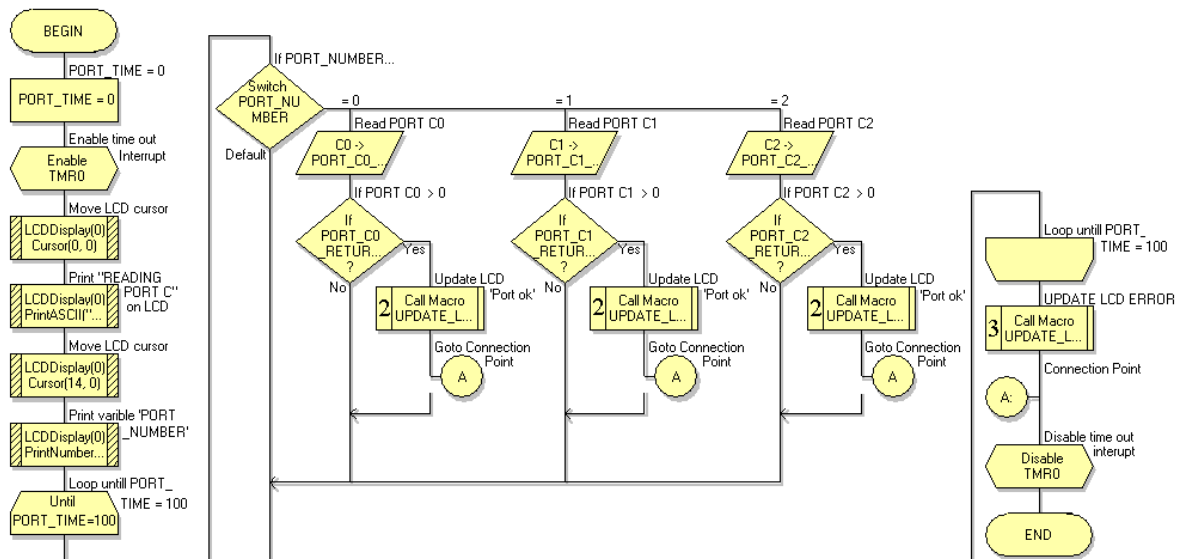 BEGIN
PORT_TIME = 0
PORT_TIME = 0
Enable time out
Interrupt
Enable
TMR0
Move LCD cursor
LCDDisplay(0)
Cursor(0, 0)
Print "READING
PORT C"
on LCD
LCDDisplay(0)
PrintASCII("...
Move LCD cursor
LCDDisplay(0)
Cursor(14, 0)
Print varible 'PORT
_NUMBER'
LCDDisplay(0)
PrintNumber...
Loop untill PORT_
TIME = 100
Until
PORT_TIME=100
If PORT_NUMBER...
Switch
PORT_NU
MBER
Default
= 0
Read PORT C0
C0 ->
PORT_C0_...
If PORT C0 > 0
If
PORT_C0
_RETUR...
?
Yes
No
Update LCD
'Port ok'
2
Call Macro
UPDATE_L...
Goto Connection
Point
A
= 1
Read PORT C1
C1 ->
PORT_C1_...
If PORT C1 > 0
If
PORT_C1
_RETUR...
?
Yes
No
Update LCD
'Port ok'
2
Call Macro
UPDATE_L...
Goto Connection
Point
A
= 2
Read PORT C2
C2 ->
PORT_C2_...
If PORT C2 > 0
If
PORT_C2
_RETUR...
?
Yes
No
Update LCD
'Port ok'
2
Call Macro
UPDATE_L...
Goto Connection
Point
A
Loop untill PORT_
TIME = 100
UPDATE LCD ERROR
3
Call Macro
UPDATE_L...
Connection Point
A:
Disable time out
interupt
Disable
TMR0
END